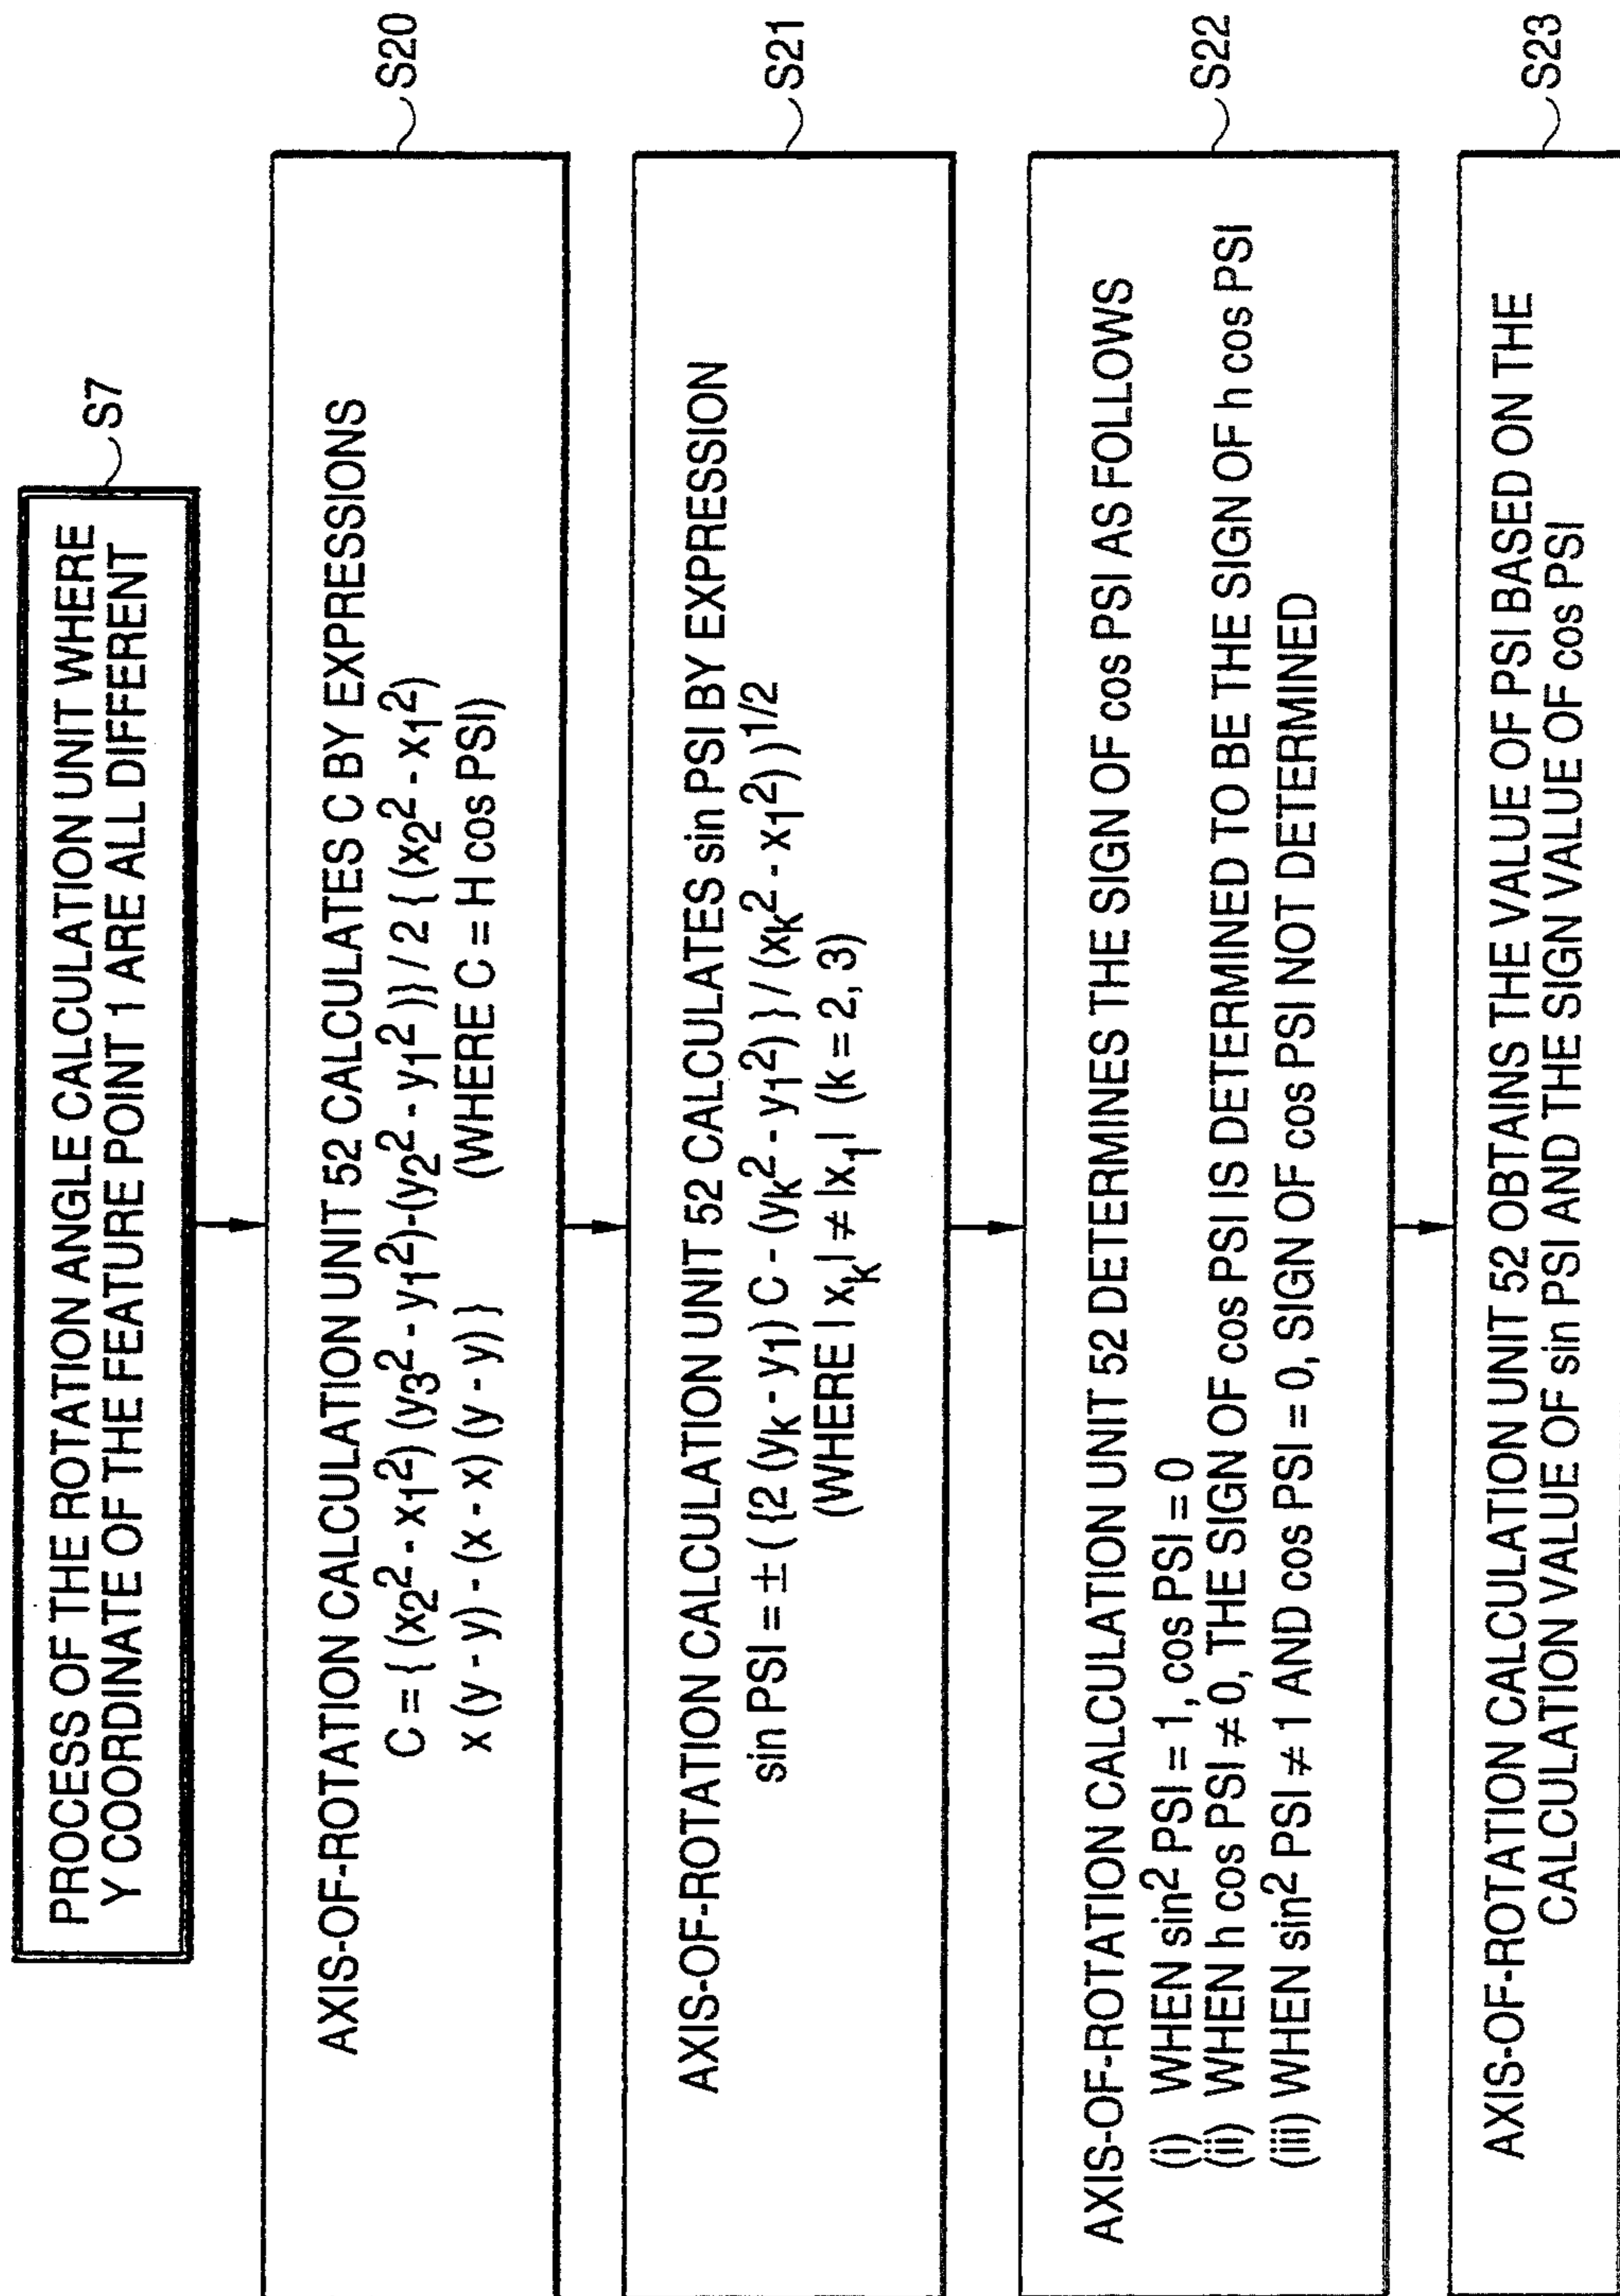 PROCESS OF THE ROTATION ANGLE CALCULATION UNIT WHERE
Y COORDINATE OF THE FEATURE POINT 1 ARE ALL DIFFERENT
S7
AXIS-OF-ROTATION CALCULATION UNIT 52 CALCULATES C BY EXPRESSIONS
C = { (x₂² - x₁²) (y₃² - y₁²)-(y₂² - y₁²)} / 2 { (x₂² - x₁²)
x (y - y) - (x - x) (y - y) } (WHERE C = H cos PSI)
S20
AXIS-OF-ROTATION CALCULATION UNIT 52 CALCULATES sin PSI BY EXPRESSION
sin PSI = ± ( {2 (yₖ - y₁) C - (yₖ² - y₁²) } / (xₖ² - x₁²) )¹/²
(WHERE | xₖ| ≠ |x₁| (k = 2, 3)
S21
AXIS-OF-ROTATION CALCULATION UNIT 52 DETERMINES THE SIGN OF cos PSI AS FOLLOWS
(i) WHEN sin² PSI = 1, cos PSI = 0
(ii) WHEN h cos PSI ≠ 0, THE SIGN OF cos PSI IS DETERMINED TO BE THE SIGN OF h cos PSI
(iii) WHEN sin² PSI ≠ 1 AND cos PSI = 0, SIGN OF cos PSI NOT DETERMINED
S22
AXIS-OF-ROTATION CALCULATION UNIT 52 OBTAINS THE VALUE OF PSI BASED ON THE
CALCULATION VALUE OF sin PSI AND THE SIGN VALUE OF cos PSI
S23